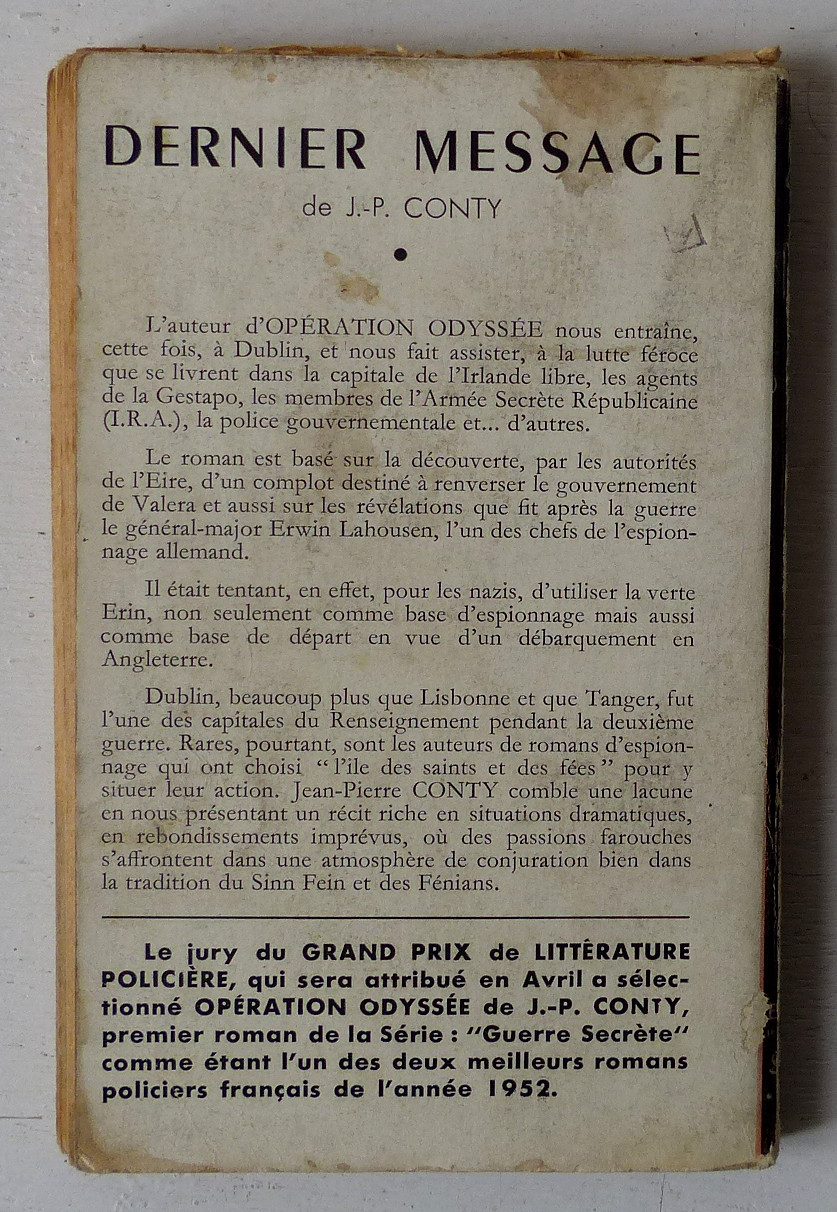 DERNIER MESSAGE
de J.-P. CONTY
●
L'auteur d'OPÉRATION ODYSSÉE nous entraîne,
cette fois, à Dublin, et nous fait assister, à la lutte féroce
que se livrent dans la capitale de l'Irlande libre, les agents
de la Gestapo, les membres de l'Armée Secrète Républicaine
(I.R.A.), la police gouvernementale et... d'autres.
Le roman est basé sur la découverte, par les autorités
de l'Eire, d'un complot destiné à renverser le gouvernement
de Valera et aussi sur les révélations que fit après la guerre
le général-major Erwin Lahousen, l'un des chefs de l'espion-
nage allemand.
Il était tentant, en effet, pour les nazis, d'utiliser la verte
Erin, non seulement comme base d'espionnage mais aussi
comme base de départ en vue d'un débarquement en
Angleterre.
Dublin, beaucoup plus que Lisbonne et que Tanger, fut
l'une des capitales du Renseignement pendant la deuxième
guerre. Rares, pourtant, sont les auteurs de romans d'espion-
nage qui ont choisi “ l'île des saints et des fées ” pour y
situer leur action. Jean-Pierre CONTY comble une lacune
en nous présentant un récit riche en situations dramatiques,
en rebondissements imprévus, où des passions farouches
s'affrontent dans une atmosphère de conjuration bien dans
la tradition du Sinn Fein et des Fénians.
Le jury du GRAND PRIX de LITTÉRATURE
POLICIÈRE, qui sera attribué en Avril a sélec-
tionné OPÉRATION ODYSSÉE de J.-P. CONTY,
premier roman de la Série : "Guerre Secrète"
comme étant l'un des deux meilleurs romans
policiers français de l'année 1952.